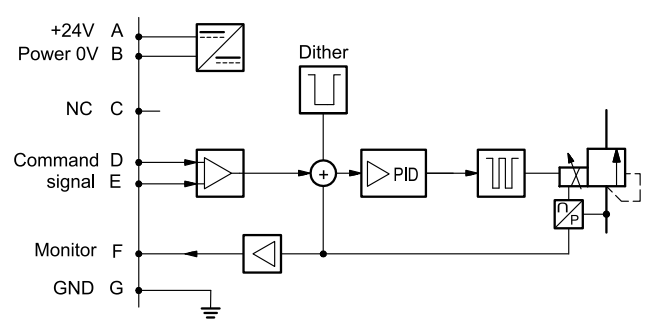 +24V A
Power 0V B
Dither
NC C
Command D
signal E
+
PID
P
Monitor F
GND G